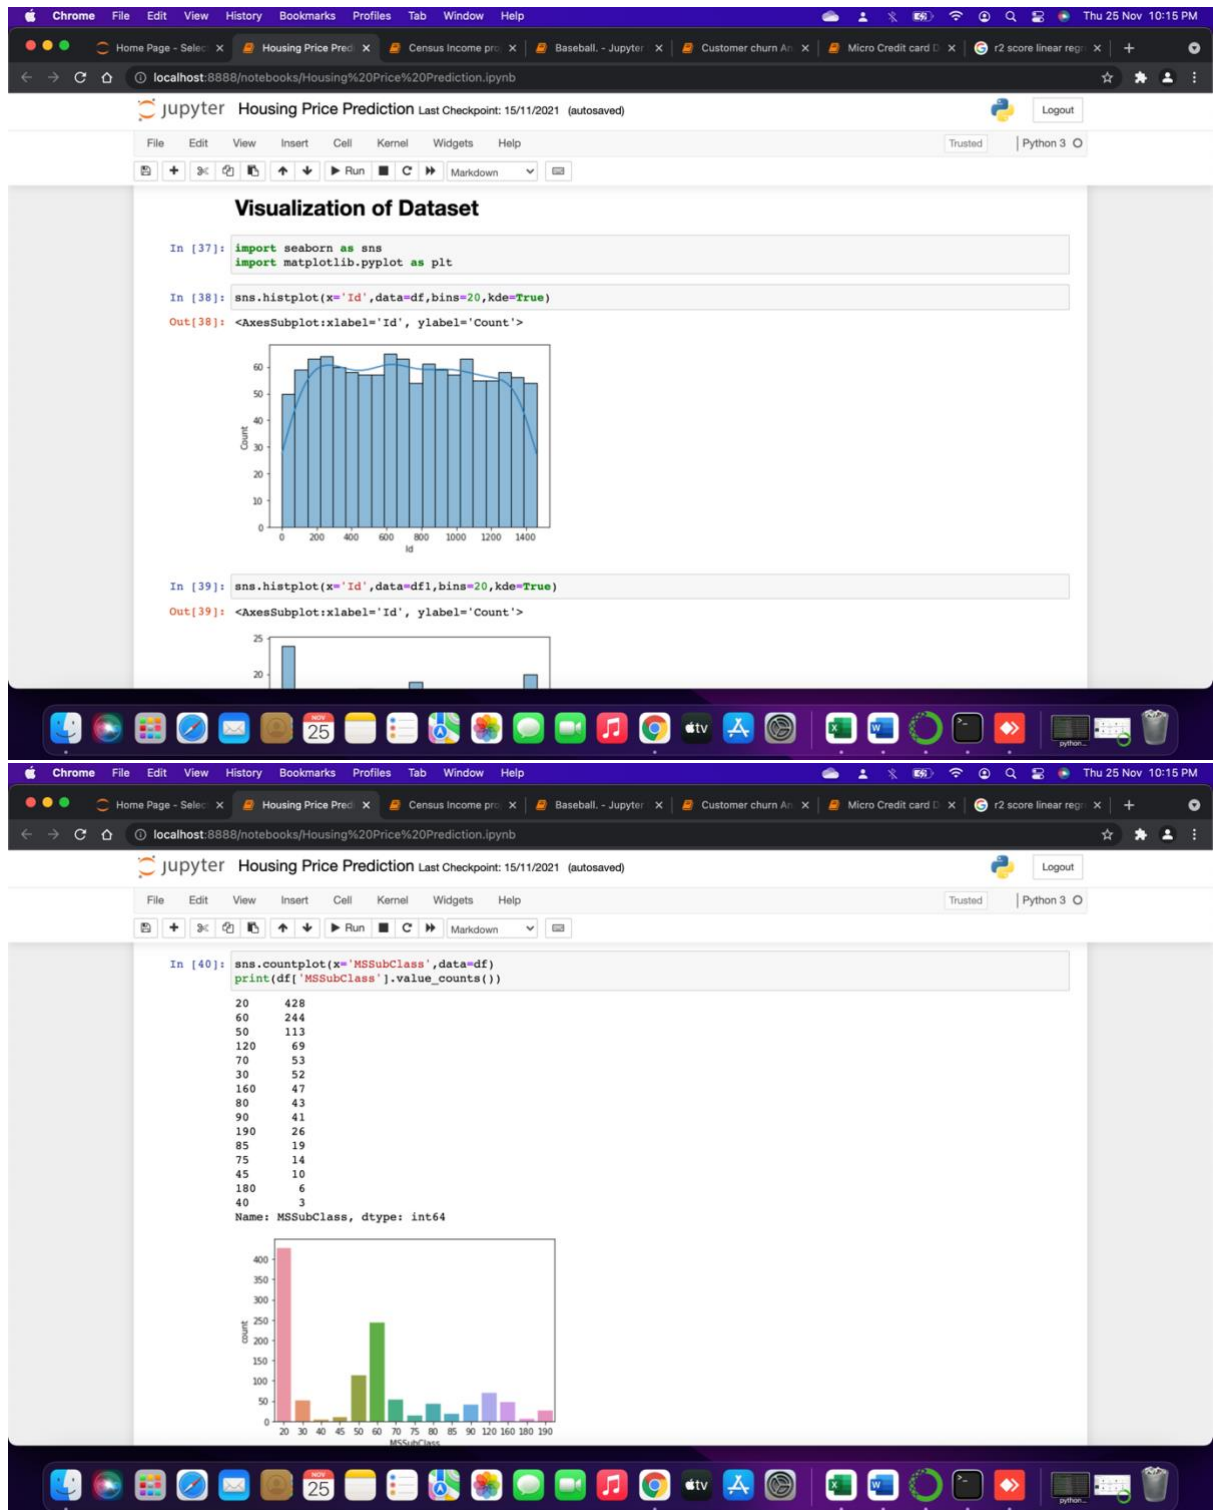 Chrome File Edit View History Bookmarks Profiles Tab Window Help Thu 25 Nov 10:15 PM
Home Page - Selec Housing Price Pred Census Income pro Baseball. - Jupyter Customer churn An Micro Credit card D r2 score linear regr
localhost:8888/notebooks/Housing%20Price%20Prediction.ipynb
jupyter Housing Price Prediction Last Checkpoint: 15/11/2021 (autosaved) Logout
File Edit View Insert Cell Kernel Widgets Help Trusted Python 3
Run Markdown
Visualization of Dataset
In [37]: import seaborn as sns
import matplotlib.pyplot as plt
In [38]: sns.histplot(x='Id',data=df,bins=20,kde=True)
Out[38]: <AxesSubplot:xlabel='Id', ylabel='Count'>
60
50
40
30
20
10
0
Count
0 200 400 600 800 1000 1200 1400
Id
In [39]: sns.histplot(x='Id',data=df1,bins=20,kde=True)
Out[39]: <AxesSubplot:xlabel='Id', ylabel='Count'>
25
20
NOV
25
tv
python...
Chrome File Edit View History Bookmarks Profiles Tab Window Help Thu 25 Nov 10:15 PM
Home Page - Selec Housing Price Pred Census Income pro Baseball. - Jupyter Customer churn An Micro Credit card D r2 score linear regr
localhost:8888/notebooks/Housing%20Price%20Prediction.ipynb
jupyter Housing Price Prediction Last Checkpoint: 15/11/2021 (autosaved) Logout
File Edit View Insert Cell Kernel Widgets Help Trusted Python 3
Run Markdown
In [40]: sns.countplot(x='MSSubClass',data=df)
print(df['MSSubClass'].value_counts())
20 428
60 244
50 113
120 69
70 53
30 52
160 47
80 43
90 41
190 26
85 19
75 14
45 10
180 6
40 3
Name: MSSubClass, dtype: int64
400
350
300
250
200
150
100
50
0
count
20 30 40 45 50 60 70 75 80 85 90 120 160 180 190
MSSubClass
NOV
25
tv
python...